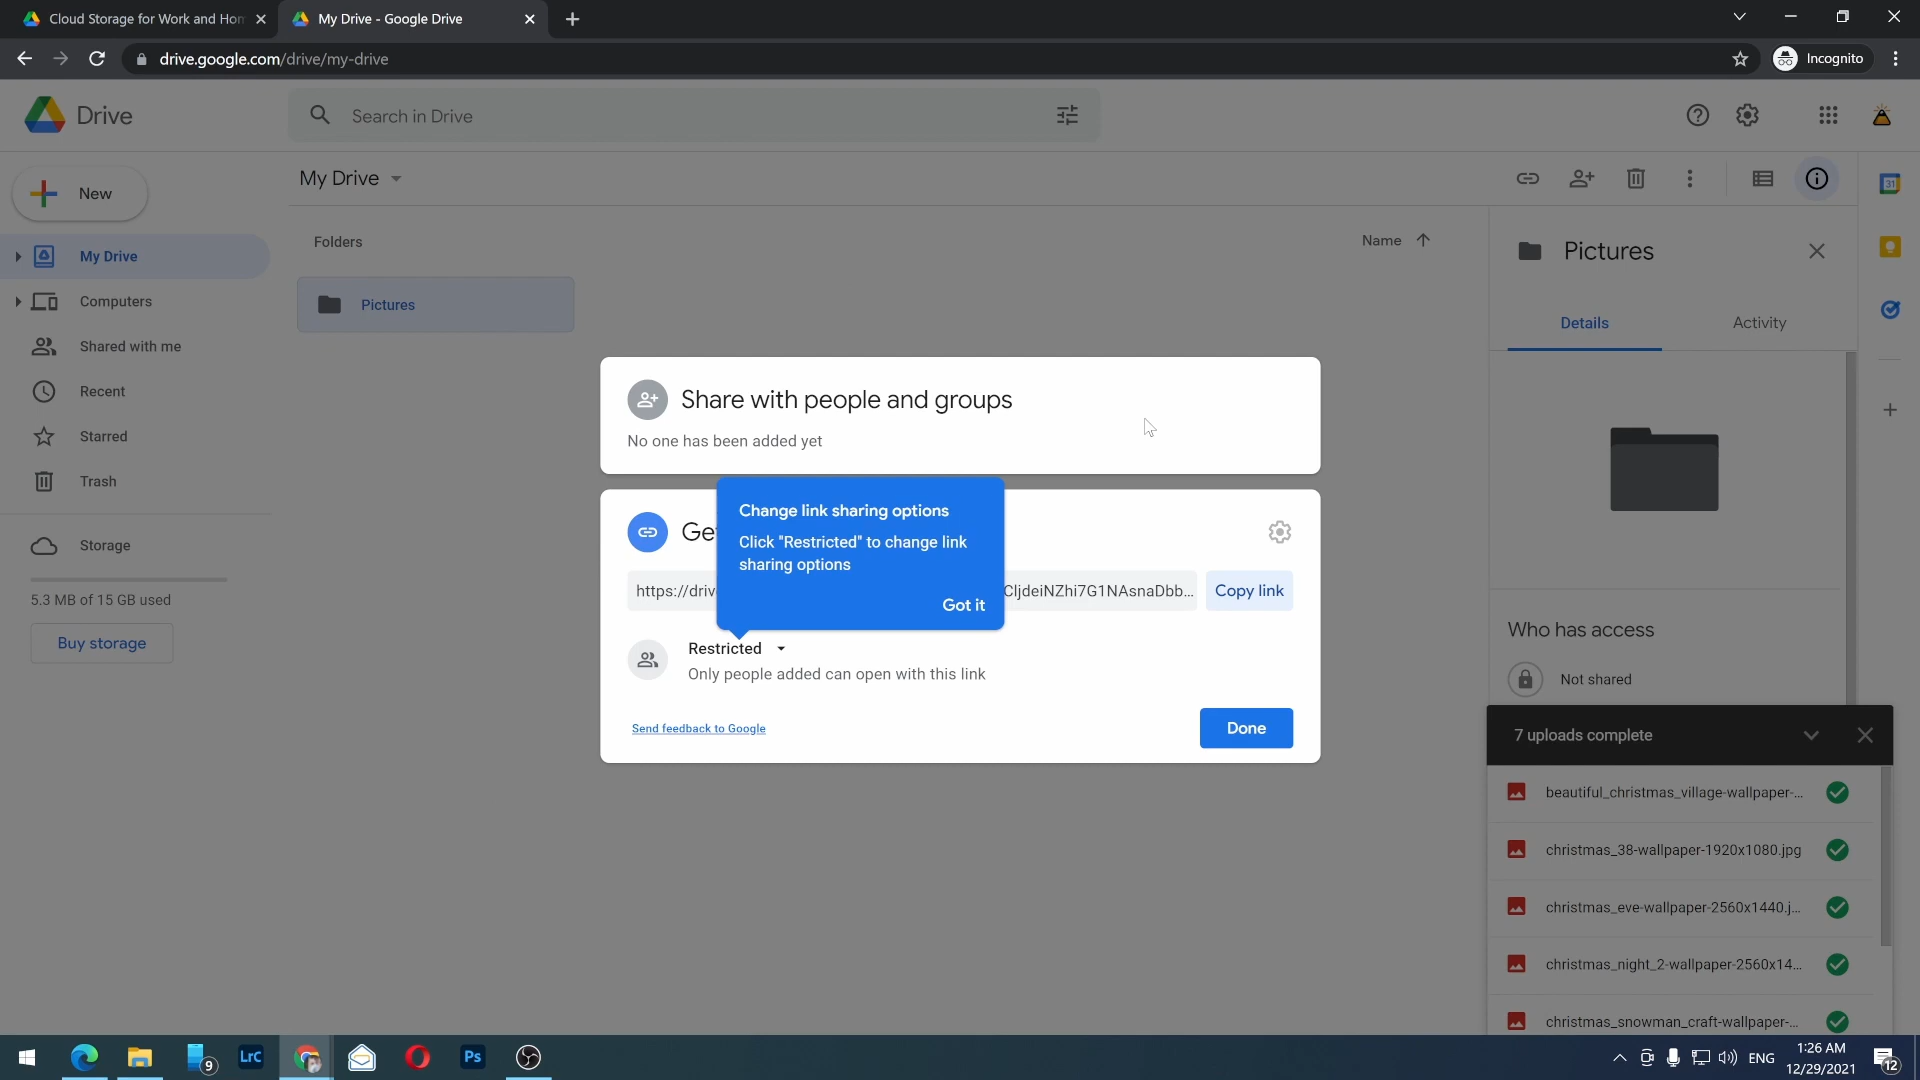 Cloud Storage for Work and Hom
My Drive - Google Drive
drive.google.com/drive/my-drive
Incognito
Drive
Search in Drive
New
My Drive
Computers
Shared with me
Recent
Starred
Trash
Storage
5.3 MB of 15 GB used
Buy storage
My Drive
Folders
Name
Pictures
Share with people and groups
No one has been added yet
Get
Change link sharing options
Click "Restricted" to change link
sharing options
Got it
https://driv
CljdeiNZhi7G1NAsnaDbb...
Copy link
Restricted
Only people added can open with this link
Send feedback to Google
Done
31
Pictures
Details
Activity
Who has access
Not shared
7 uploads complete
beautiful_christmas_village-wallpaper-...
christmas_38-wallpaper-1920x1080.jpg
christmas_eve-wallpaper-2560x1440.j...
christmas_night_2-wallpaper-2560x14...
christmas_snowman_craft-wallpaper-...
9
LrC
Ps
ENG
1:26 AM
12/29/2021
12